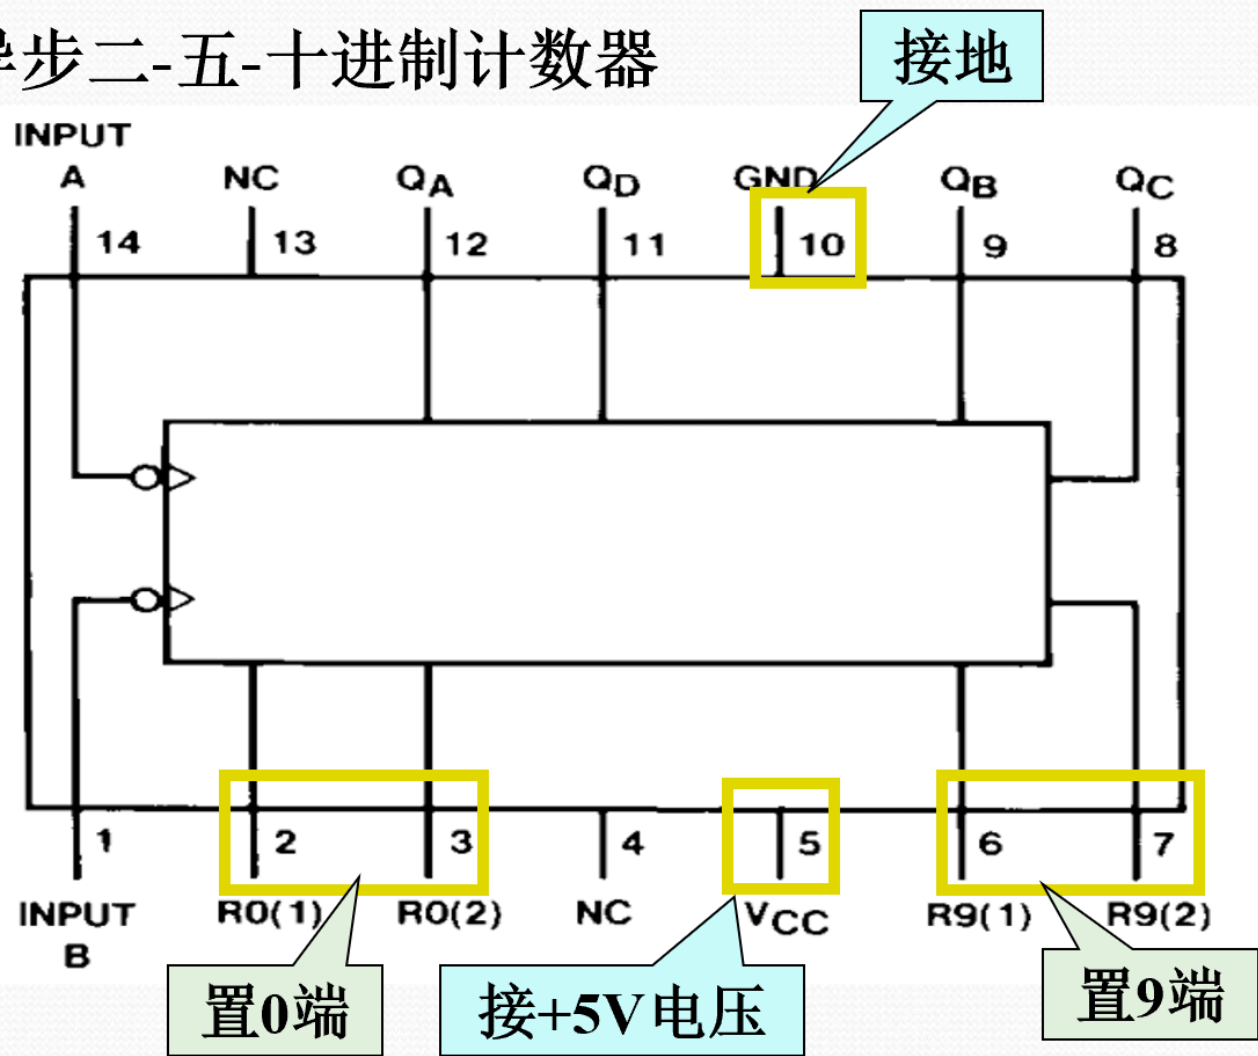 步二-五-十进制计数器
接地
INPUT
A NC QA QD GND QB QC
14 13 12 11 10 9 8
1 2 3 4 5 6 7
INPUT R0(1) R0(2) NC VCC R9(1) R9(2)
B
置0端 接+5V电压 置9端